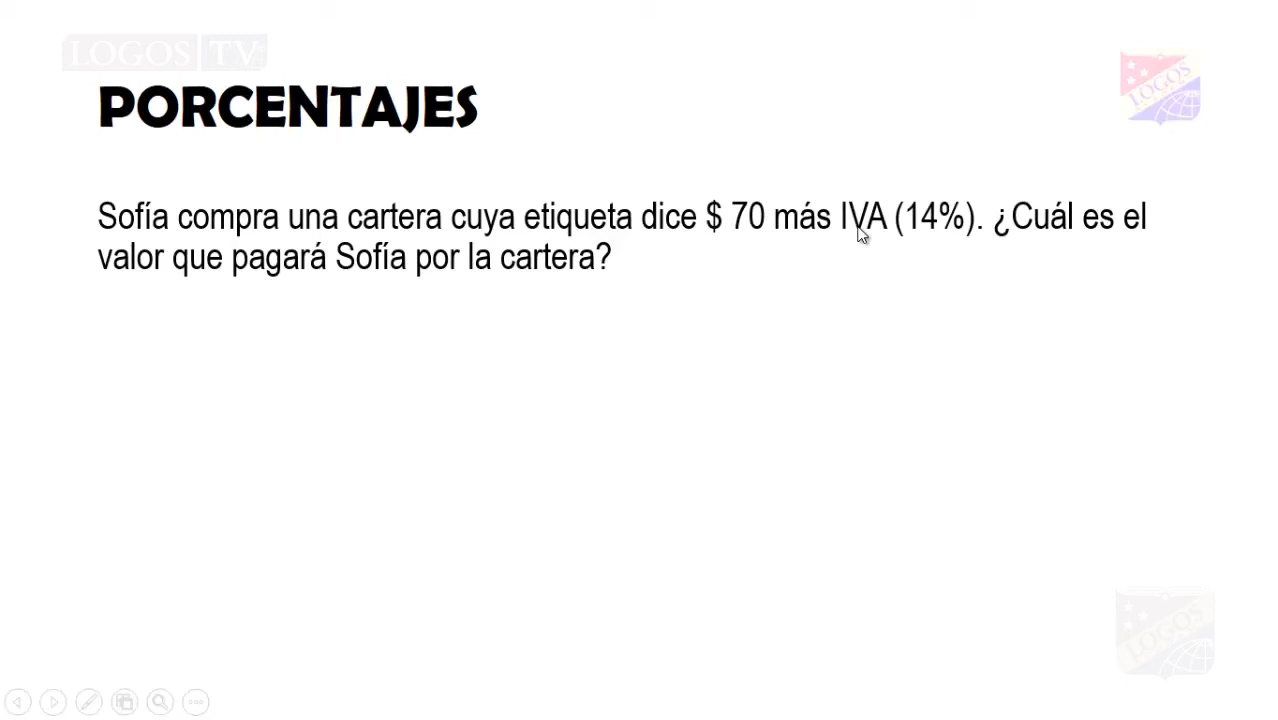 LOGOS TV
LOGOS
PORCENTAJES
Sofía compra una cartera cuya etiqueta dice $ 70 más IVA (14%). ¿Cuál es el
valor que pagará Sofía por la cartera?
LOGOS